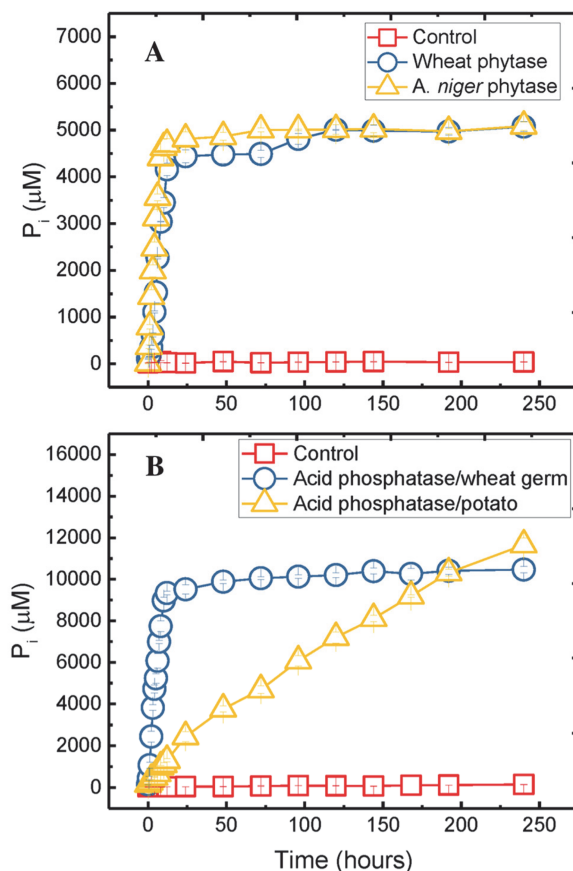 A
Control
Wheat phytase
A. niger phytase
7000
6000
5000
4000
3000
2000
1000
0
P_i (μM)
0 50 100 150 200 250
B
Control
Acid phosphatase/wheat germ
Acid phosphatase/potato
16000
14000
12000
10000
8000
6000
4000
2000
0
P_i (μM)
0 50 100 150 200 250
Time (hours)